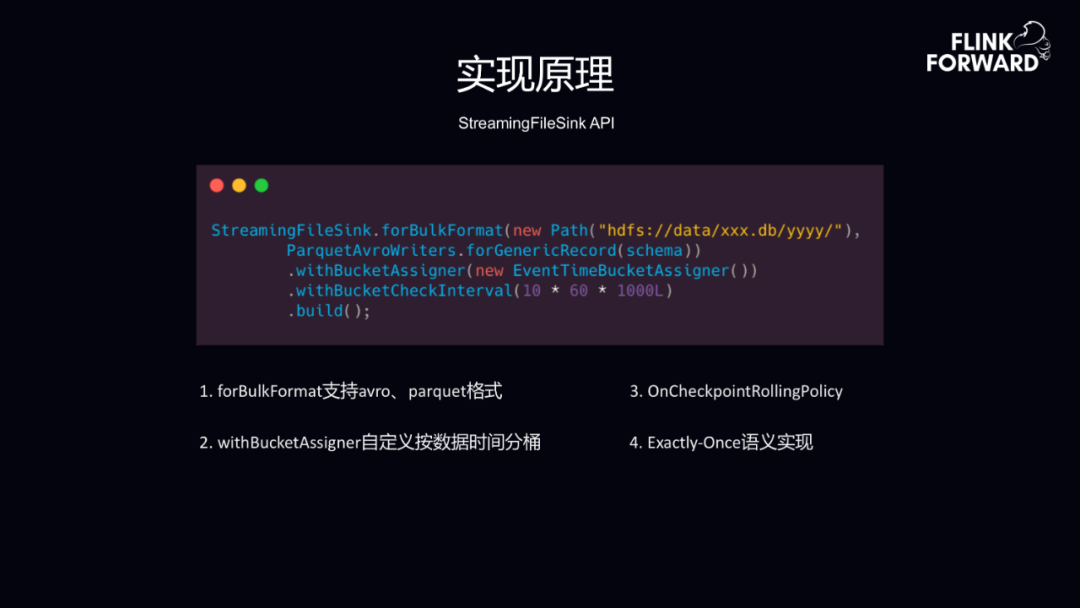 FLINK
FORWARD
实现原理
StreamingFileSink API
StreamingFileSink.forBulkFormat(new Path("hdfs://data/xxx.db/yyyy/"),
ParquetAvroWriters.forGenericRecord(schema))
.withBucketAssigner(new EventTimeBucketAssigner())
.withBucketCheckInterval(10 * 60 * 1000L)
.build();
1. forBulkFormat支持avro、parquet格式
2. withBucketAssigner自定义按数据时间分桶
3. OnCheckpointRollingPolicy
4. Exactly-Once语义实现